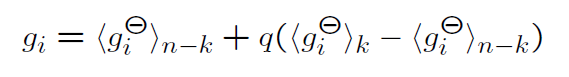 g_i = ⟨g_i^⊖⟩_{n−k} + q(⟨g_i^⊖⟩_k − ⟨g_i^⊖⟩_{n−k})